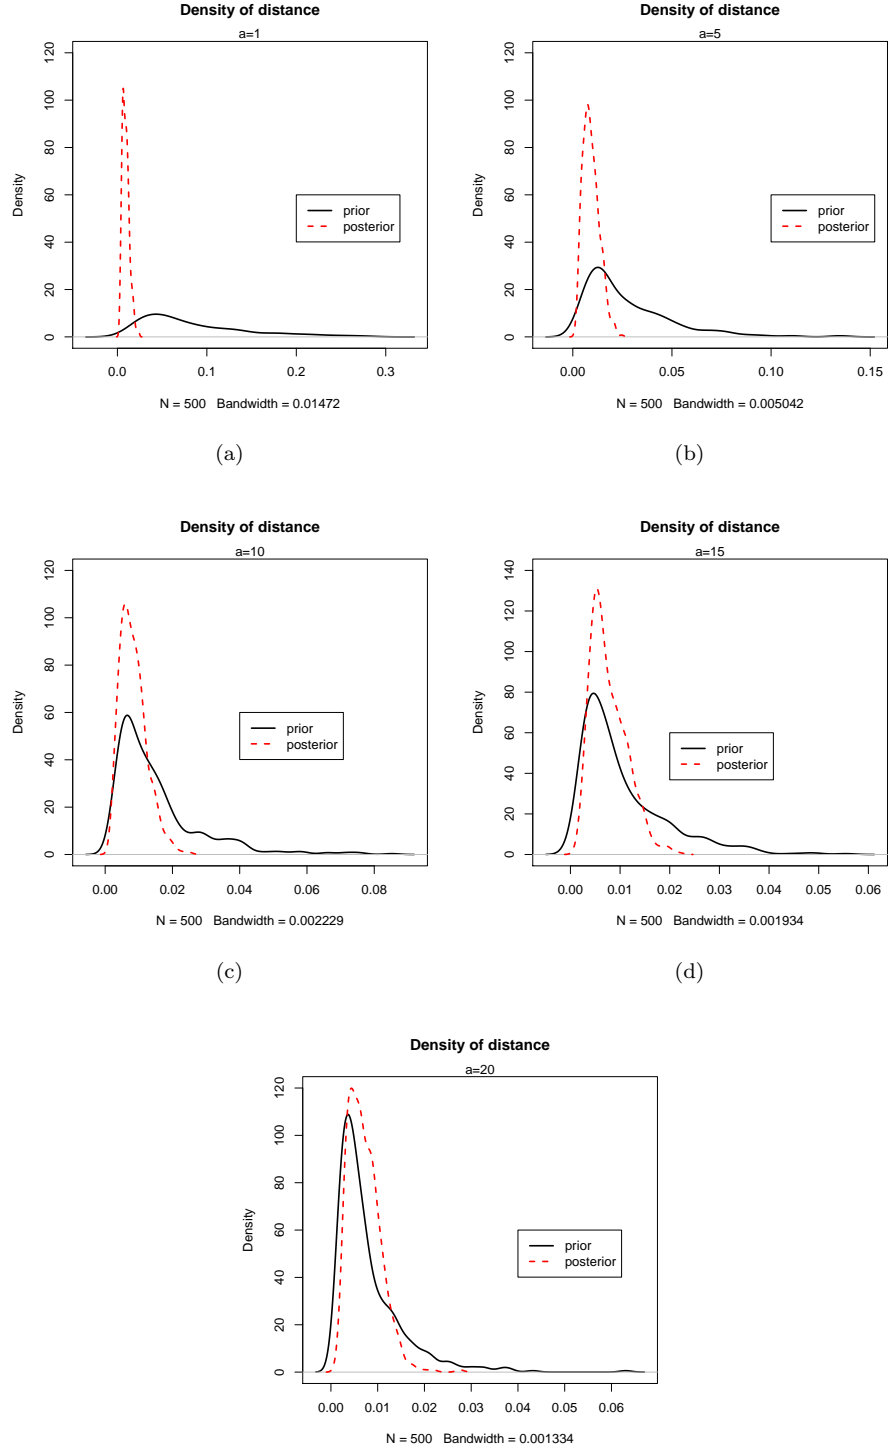 Density of distance
a=1
Density
0 20 40 60 80 100 120
prior
posterior
0.0 0.1 0.2 0.3
N = 500 Bandwidth = 0.01472
(a)
Density of distance
a=5
Density
0 20 40 60 80 100 120
prior
posterior
0.00 0.05 0.10 0.15
N = 500 Bandwidth = 0.005042
(b)
Density of distance
a=10
Density
0 20 40 60 80 100 120
prior
posterior
0.00 0.02 0.04 0.06 0.08
N = 500 Bandwidth = 0.002229
(c)
Density of distance
a=15
Density
0 20 40 60 80 100 120 140
prior
posterior
0.00 0.01 0.02 0.03 0.04 0.05 0.06
N = 500 Bandwidth = 0.001934
(d)
Density of distance
a=20
Density
0 20 40 60 80 100 120
prior
posterior
0.00 0.01 0.02 0.03 0.04 0.05 0.06
N = 500 Bandwidth = 0.001334